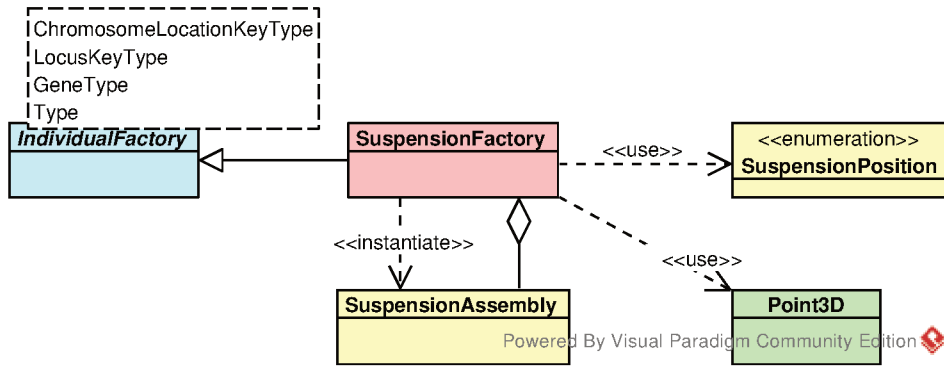 ChromosomeLocationKeyType
LocusKeyType
GeneType
Type
IndividualFactory
SuspensionFactory
<<use>>
<<enumeration>>
SuspensionPosition
<<instantiate>>
<<use>>
SuspensionAssembly
Point3D
Powered By Visual Paradigm Community Edition